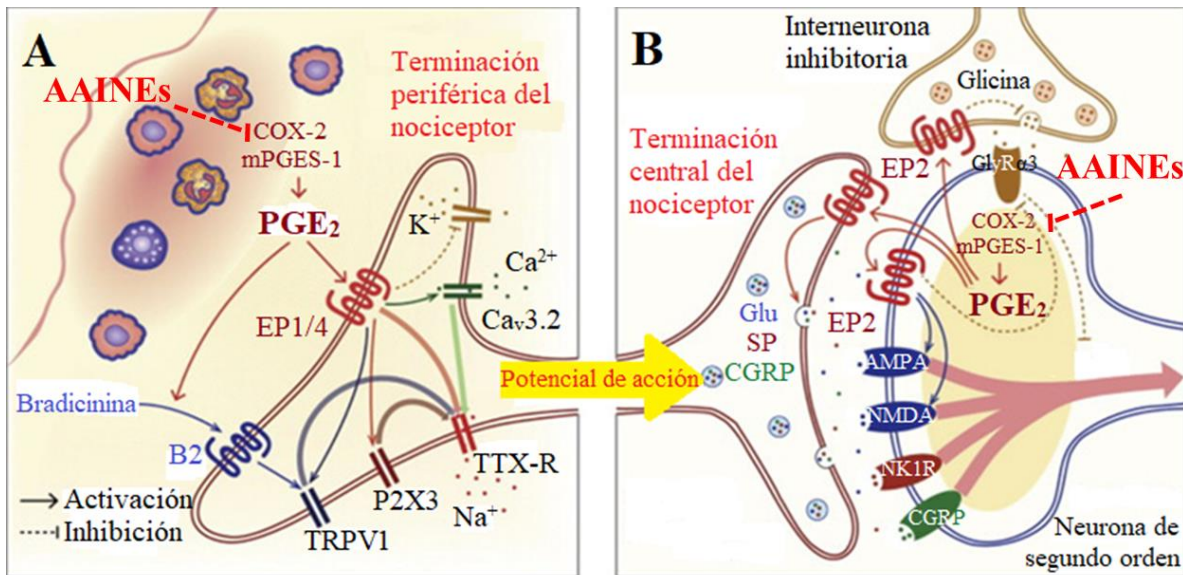 A
AAINEs
COX-2
mPGES-1
PGE₂
Terminación
periférica del
nociceptor
K⁺
Ca²⁺
Caᵥ3.2
EP1/4
Bradicinina
B2
TTX-R
P2X3
Na⁺
TRPV1
Activación
Inhibición
Potencial de acción
B
Interneurona
inhibitoria
Glicina
EP2
GlyRα3
AAINEs
Terminación
central del
nociceptor
COX-2
mPGES-1
PGE₂
Glu
SP
CGRP
EP2
AMPA
NMDA
NK1R
CGRP
Neurona de
segundo orden